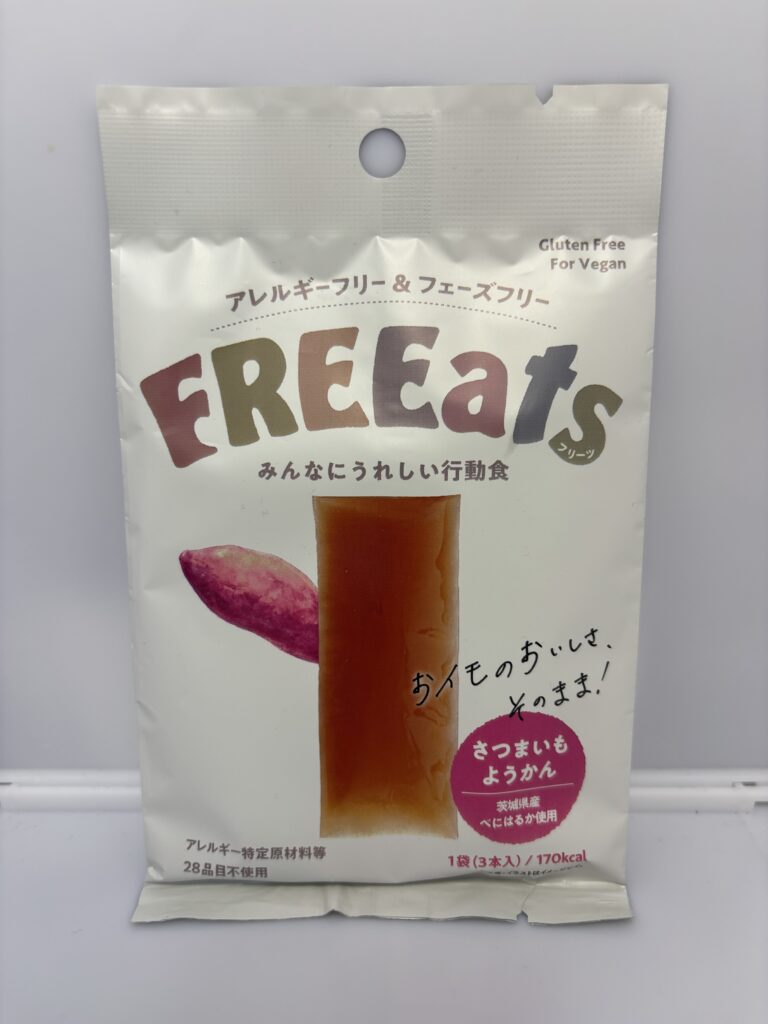 Gluten Free
For Vegan
アレルギーフリー & フェーズフリー
FREEats
フリーツ
みんなにうれしい行動食
おイモのおいしさ、
そのまま!
さつまいも
ようかん
茨城県産
べにはるか使用
アレルギー特定原材料等
28品目不使用
1袋(3本入) / 170kcal